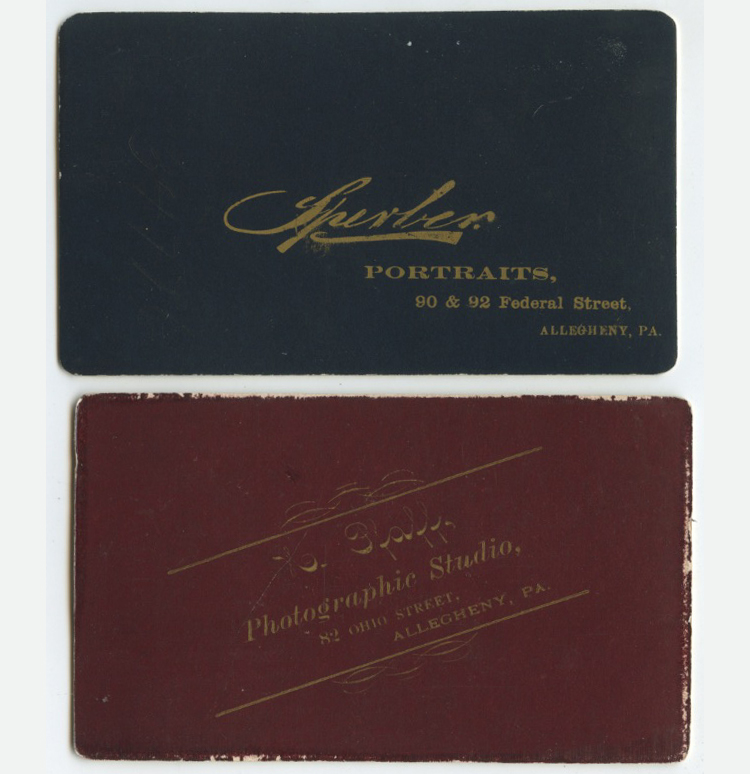 Sperber
PORTRAITS,
90 & 92 Federal Street,
ALLEGHENY, PA.
Photographic Studio,
82 OHIO STREET,
ALLEGHENY, PA.